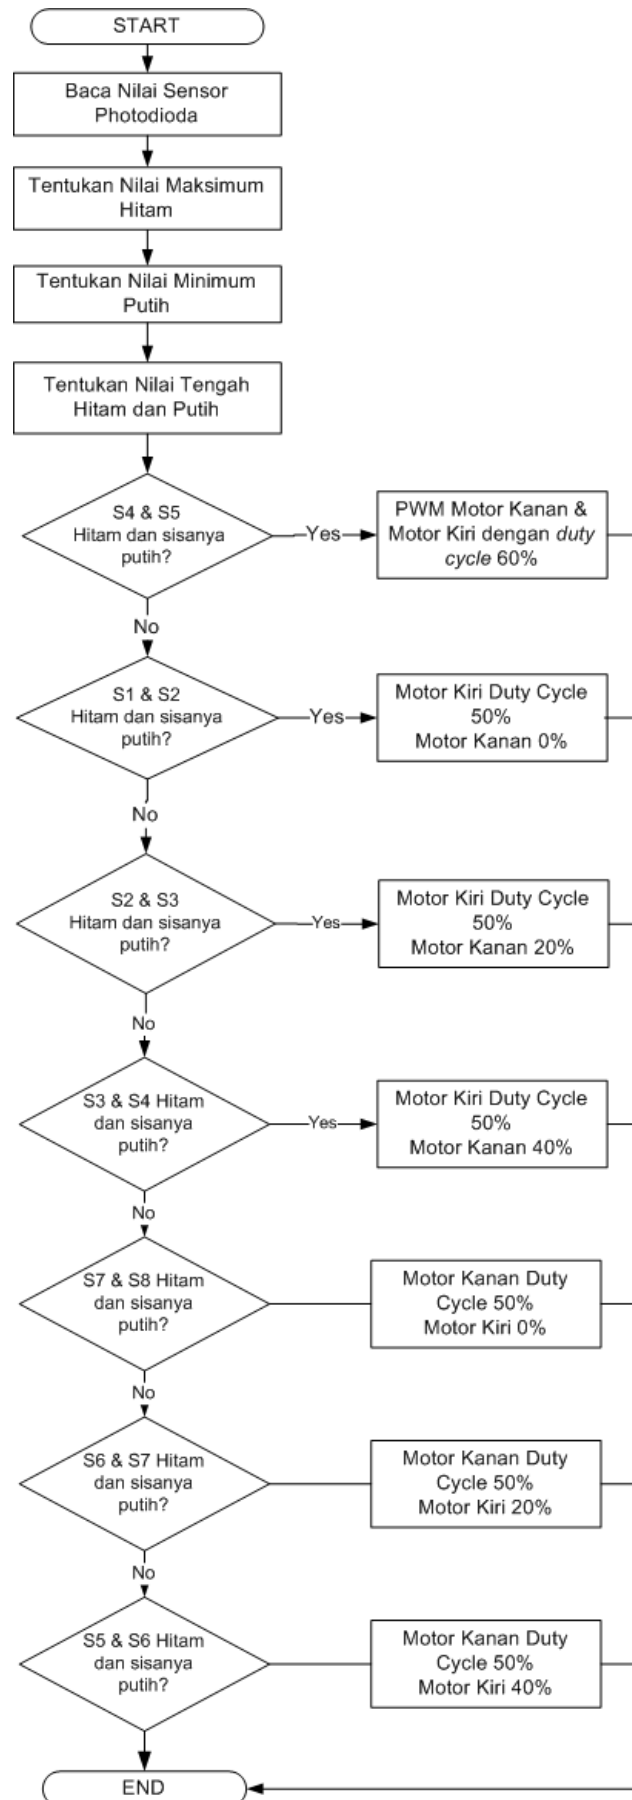 START
Baca Nilai Sensor
Photodioda
Tentukan Nilai Maksimum
Hitam
Tentukan Nilai Minimum
Putih
Tentukan Nilai Tengah
Hitam dan Putih
S4 & S5
Hitam dan sisanya
putih?
Yes
PWM Motor Kanan &
Motor Kiri dengan duty
cycle 60%
No
S1 & S2
Hitam dan sisanya
putih?
Yes
Motor Kiri Duty Cycle
50%
Motor Kanan 0%
No
S2 & S3
Hitam dan sisanya
putih?
Yes
Motor Kiri Duty Cycle
50%
Motor Kanan 20%
No
S3 & S4 Hitam
dan sisanya
putih?
Yes
Motor Kiri Duty Cycle
50%
Motor Kanan 40%
No
S7 & S8 Hitam
dan sisanya
putih?
Motor Kanan Duty
Cycle 50%
Motor Kiri 0%
No
S6 & S7 Hitam
dan sisanya
putih?
Motor Kanan Duty
Cycle 50%
Motor Kiri 20%
No
S5 & S6 Hitam
dan sisanya
putih?
Motor Kanan Duty
Cycle 50%
Motor Kiri 40%
END